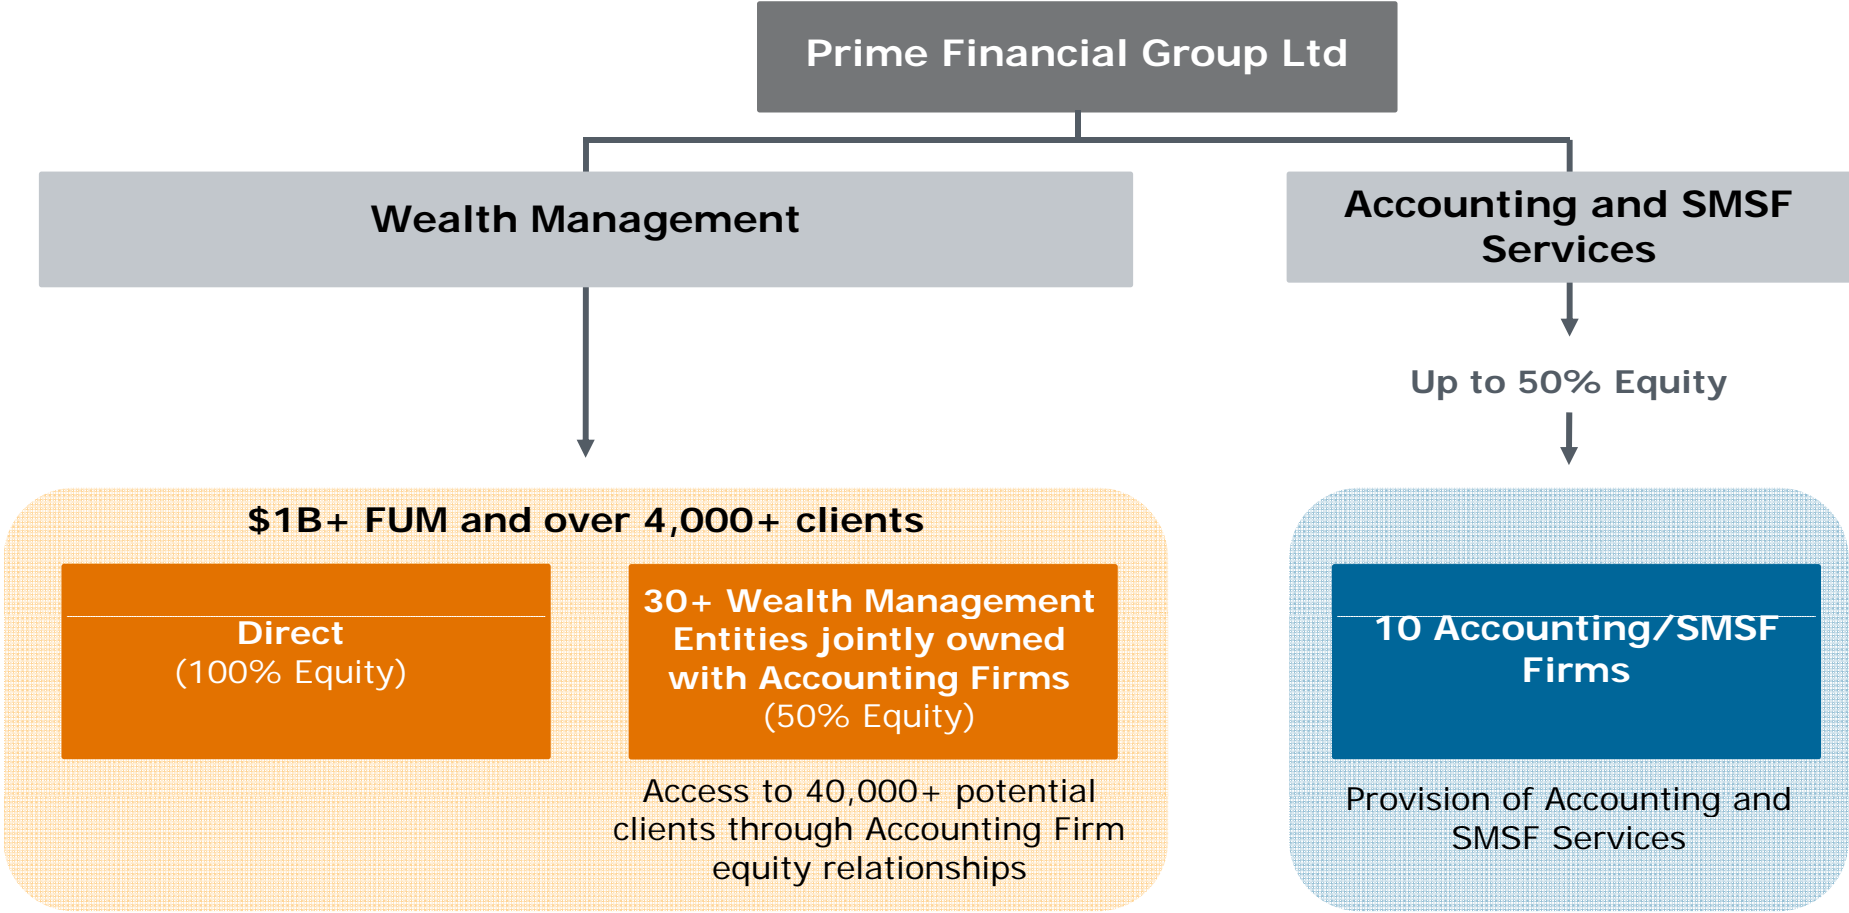 Prime Financial Group Ltd
Wealth Management
Accounting and SMSF
Services
Up to 50% Equity
$1B+ FUM and over 4,000+ clients
Direct
(100% Equity)
30+ Wealth Management
Entities jointly owned
with Accounting Firms
(50% Equity)
Access to 40,000+ potential
clients through Accounting Firm
equity relationships
10 Accounting/SMSF
Firms
Provision of Accounting and
SMSF Services